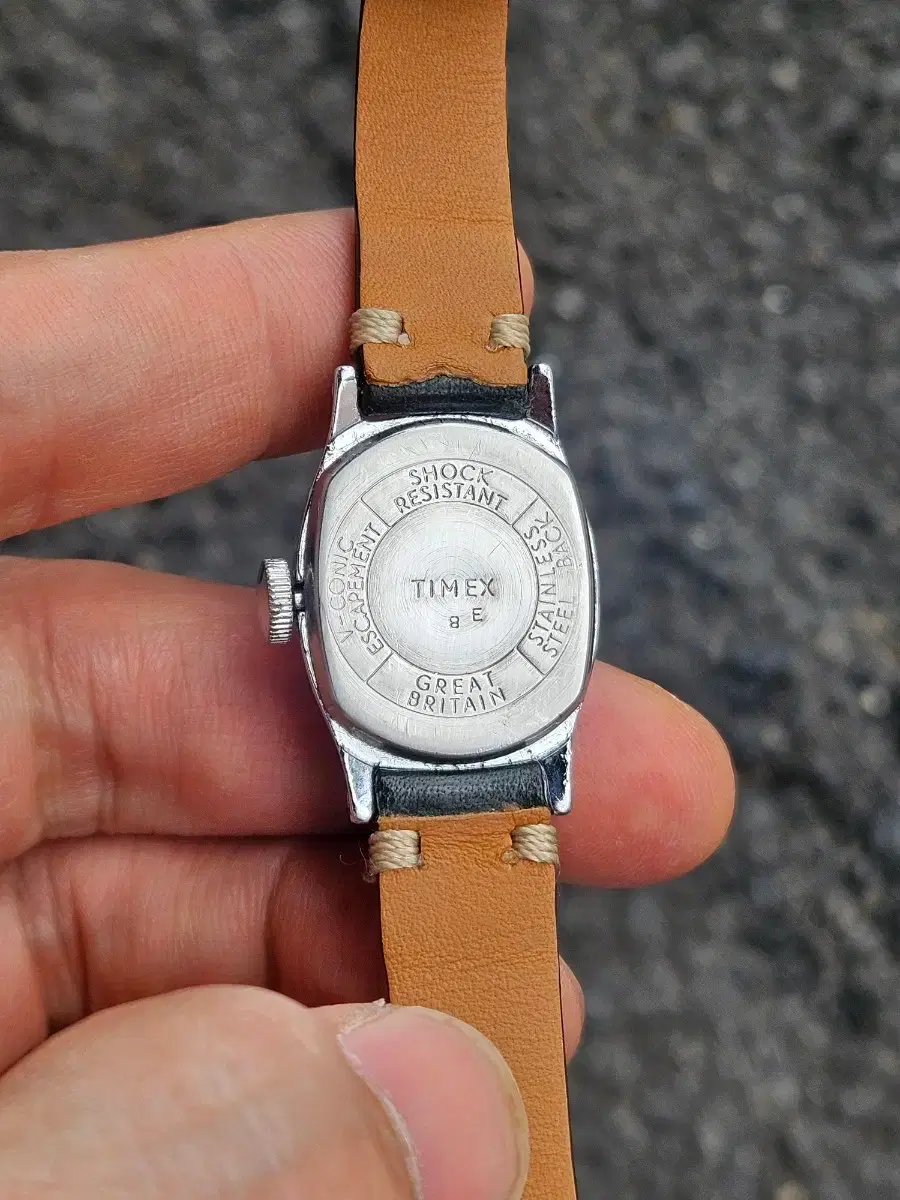 SHOCK
RESISTANT
V-CONIC
ESCAPEMENT
STAINLESS
STEEL BACK
TIMEX
8 E
GREAT
BRITAIN